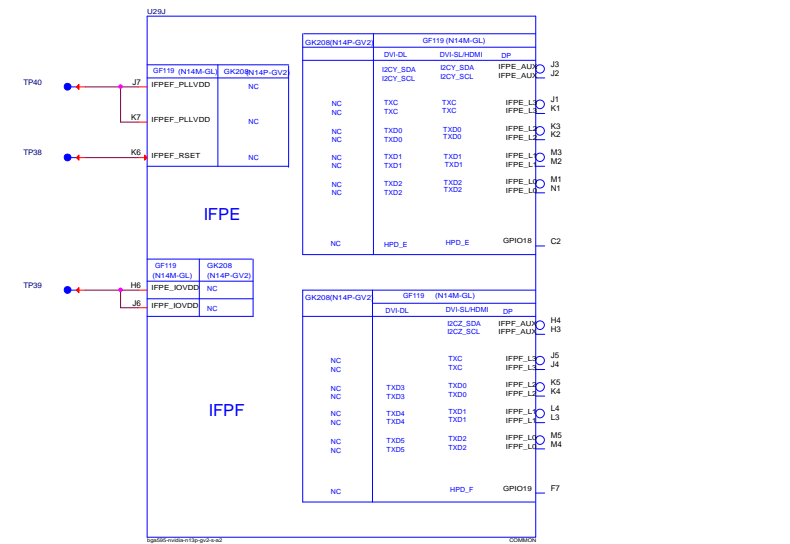 U29J
GK208(N14P-GV2) GF119 (N14M-GL)
DVI-DL DVI-SL/HDMI DP
I2CY_SDA I2CY_SDA IFPE_AUX J3
I2CY_SCL I2CY_SCL IFPE_AUX J2
GF119 (N14M-GL) GK208(N14P-GV2)
TP40 J7 IFPEF_PLLVDD NC
NC TXC TXC IFPE_L3 J1
NC TXC TXC IFPE_L3 K1
K7 IFPEF_PLLVDD NC
NC TXD0 TXD0 IFPE_L2 K3
NC TXD0 TXD0 IFPE_L2 K2
TP38 K6 IFPEF_RSET NC
NC TXD1 TXD1 IFPE_L1 M3
NC TXD1 TXD1 IFPE_L1 M2
NC TXD2 TXD2 IFPE_L0 M1
NC TXD2 TXD2 IFPE_L0 N1
IFPE
NC HPD_E HPD_E GPIO18 C2
GF119 GK208
(N14M-GL) (N14P-GV2)
TP39 H6 IFPE_IOVDD NC
J6 IFPF_IOVDD NC
GK208(N14P-GV2) GF119 (N14M-GL)
DVI-DL DVI-SL/HDMI DP
I2CZ_SDA IFPF_AUX H4
I2CZ_SCL IFPF_AUX H3
NC TXC IFPF_L3 J5
NC TXC IFPF_L3 J4
NC TXD3 TXD0 IFPF_L2 K5
NC TXD3 TXD0 IFPF_L2 K4
IFPF
NC TXD4 TXD1 IFPF_L1 L4
NC TXD4 TXD1 IFPF_L1 L3
NC TXD5 TXD2 IFPF_L0 M5
NC TXD5 TXD2 IFPF_L0 M4
NC HPD_F GPIO19 F7
bga595-nvidia-n13p-gv2-s-a2 COMMON